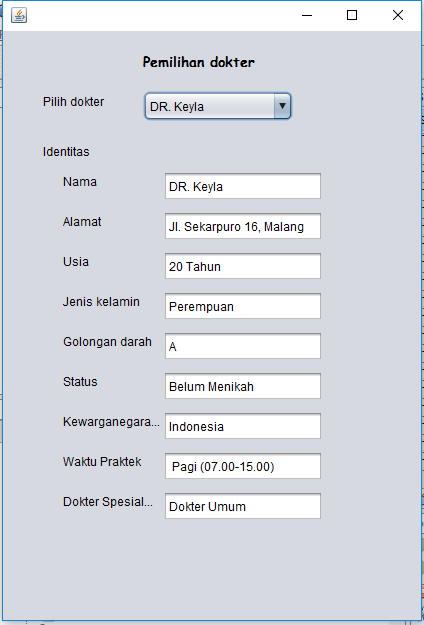 Pemilihan dokter
Pilih dokter DR. Keyla
Identitas
Nama DR. Keyla
Alamat Jl. Sekarpuro 16, Malang
Usia 20 Tahun
Jenis kelamin Perempuan
Golongan darah A
Status Belum Menikah
Kewarganegara... Indonesia
Waktu Praktek Pagi (07.00-15.00)
Dokter Spesial... Dokter Umum